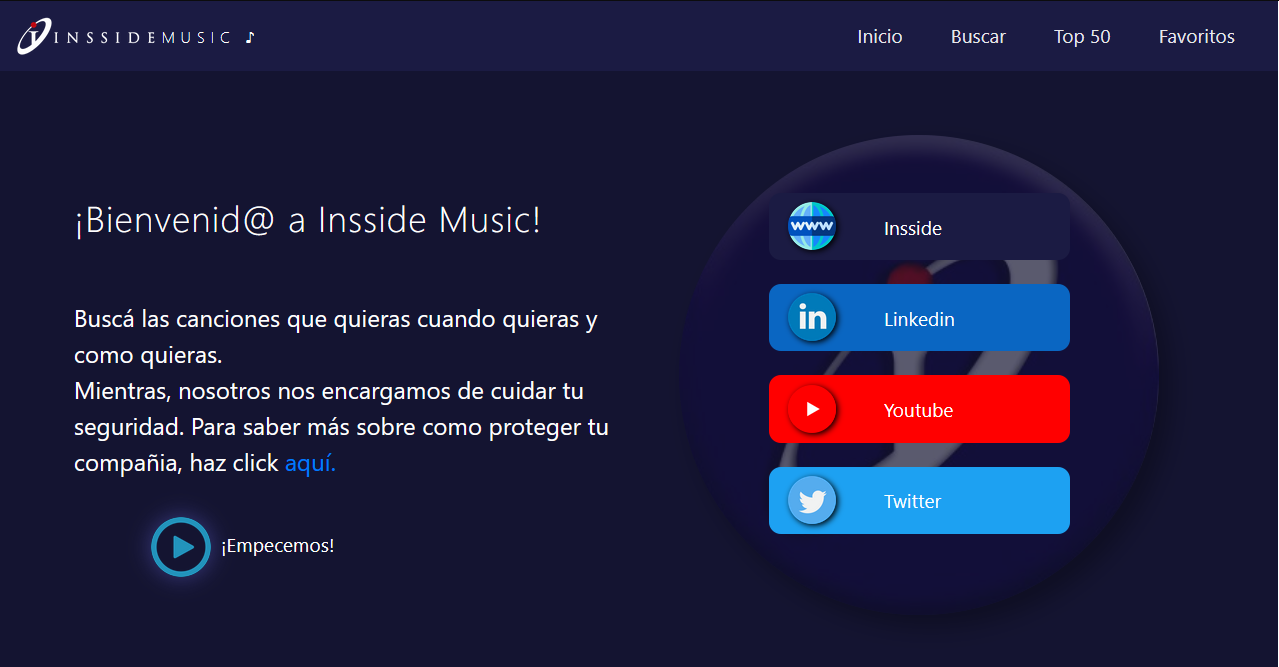 INSSIDEMUSIC ♪
Inicio
Buscar
Top 50
Favoritos
¡Bienvenid@ a Insside Music!
Buscá las canciones que quieras cuando quieras y
como quieras.
Mientras, nosotros nos encargamos de cuidar tu
seguridad. Para saber más sobre como proteger tu
compañia, haz click aquí.
¡Empecemos!
WWW
Insside
in
Linkedin
Youtube
Twitter